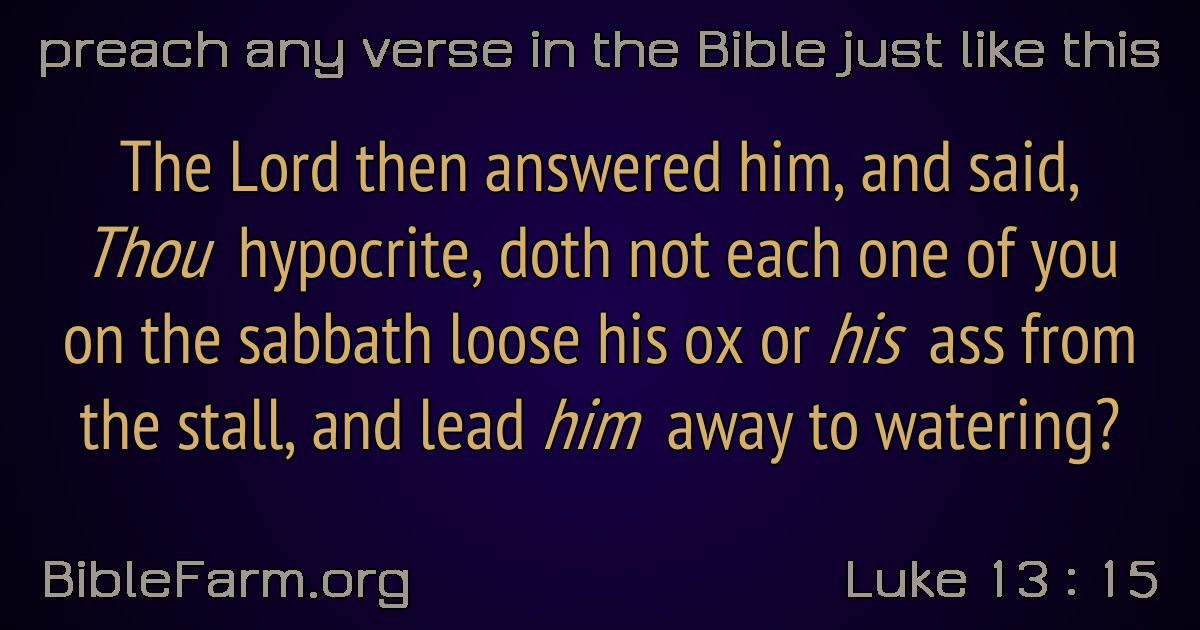 preach any verse in the Bible just like this
The Lord then answered him, and said,
Thou hypocrite, doth not each one of you
on the sabbath loose his ox or his ass from
the stall, and lead him away to watering?
BibleFarm.org
Luke 13 : 15